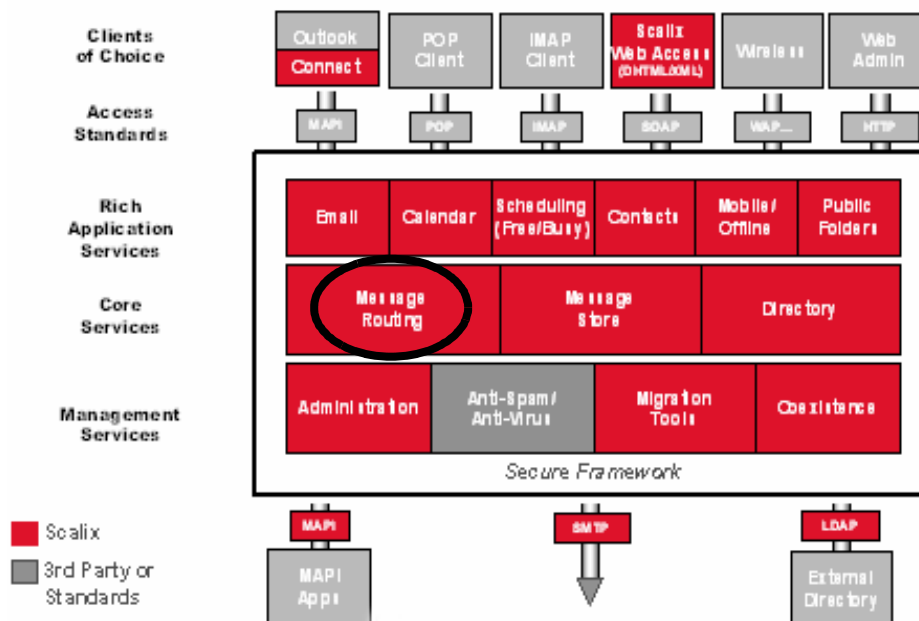 Clients
of Choice
Outlook
Connect
POP
Client
IMAP
Client
Scalix
Web Access
(DHTML/XML)
Wireless
Web
Admin
Access
Standards
MAPI
POP
IMAP
SOAP
WAP...
HTTP
Rich
Application
Services
Email
Calendar
Scheduling
(Free/Busy)
Contacts
Mobile/
Offline
Public
Folders
Core
Services
Message
Routing
Message
Store
Directory
Management
Services
Administration
Anti-Spam/
Anti-Virus
Migration
Tools
Coexistence
Secure Framework
MAPI
SMTP
LDAP
Scalix
3rd Party or
Standards
MAPI
Apps
External
Directory